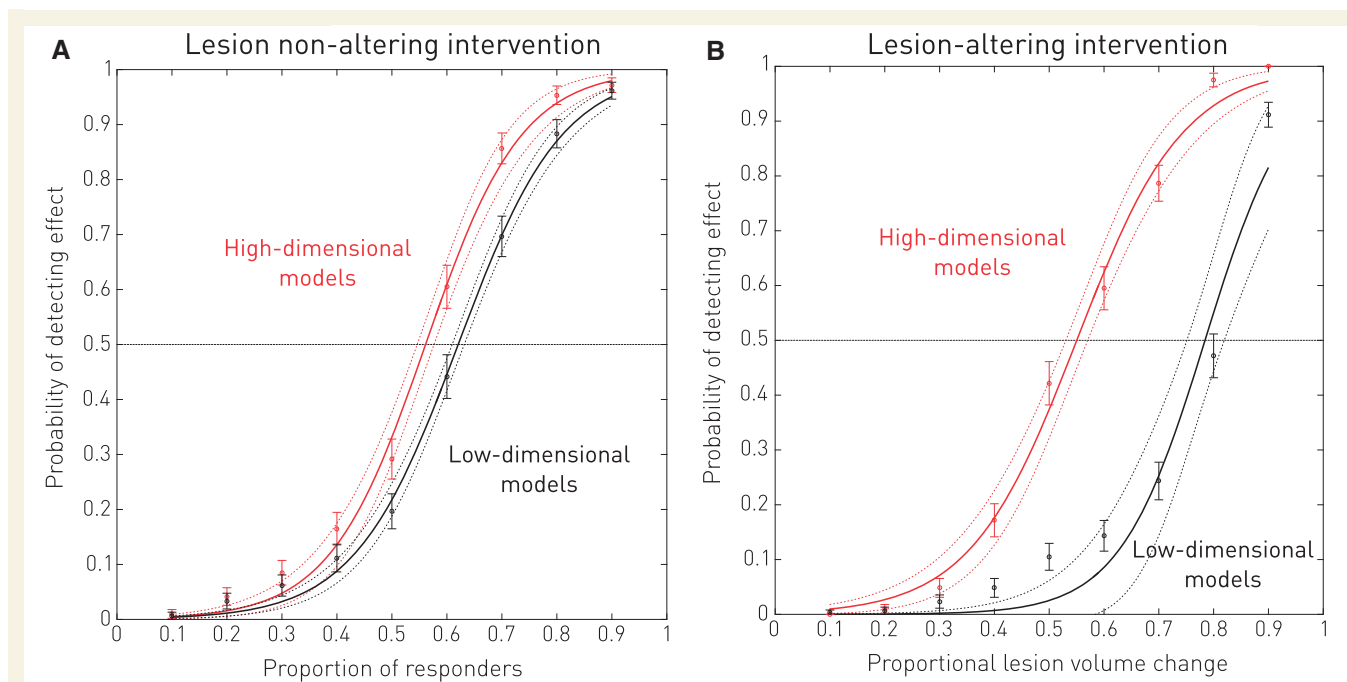 A
Lesion non-altering intervention
1
0.9
0.8
0.7
0.6
0.5
0.4
0.3
0.2
0.1
0
Probability of detecting effect
High-dimensional
models
Low-dimensional
models
0 0.1 0.2 0.3 0.4 0.5 0.6 0.7 0.8 0.9 1
Proportion of responders
B
Lesion-altering intervention
1
0.9
0.8
0.7
0.6
0.5
0.4
0.3
0.2
0.1
0
Probability of detecting effect
High-dimensional
models
Low-dimensional
models
0 0.1 0.2 0.3 0.4 0.5 0.6 0.7 0.8 0.9 1
Proportional lesion volume change